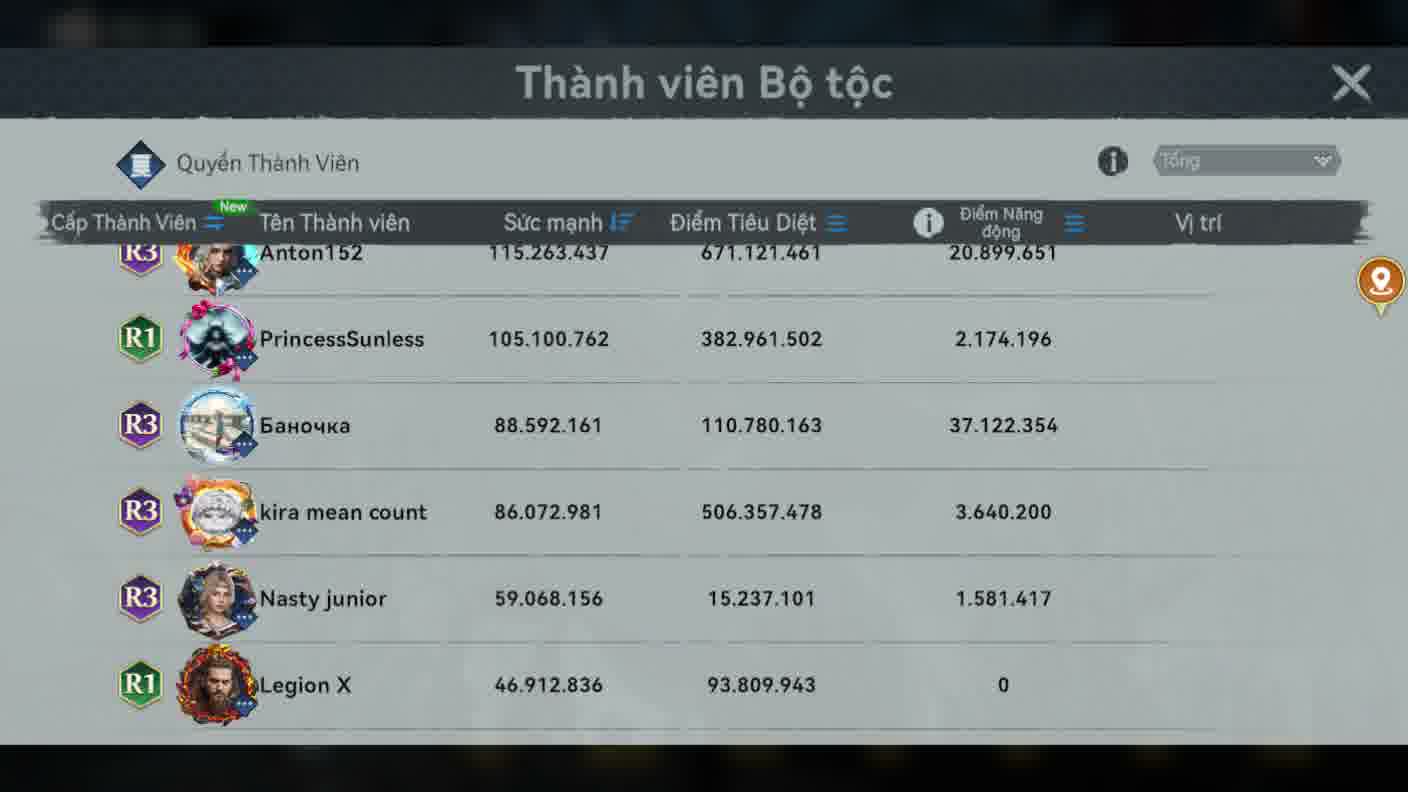 Thành viên Bộ tộc
Quyển Thành Viên
Tổng
Cấp Thành Viên New Tên Thành viên Sức mạnh Điểm Tiêu Diệt Điểm Năng động Vị trí
R3 Anton152 115.263.437 671.121.461 20.899.651
R1 PrincessSunless 105.100.762 382.961.502 2.174.196
R3 Баночка 88.592.161 110.780.163 37.122.354
R3 kira mean count 86.072.981 506.357.478 3.640.200
R3 Nasty junior 59.068.156 15.237.101 1.581.417
R1 Legion X 46.912.836 93.809.943 0